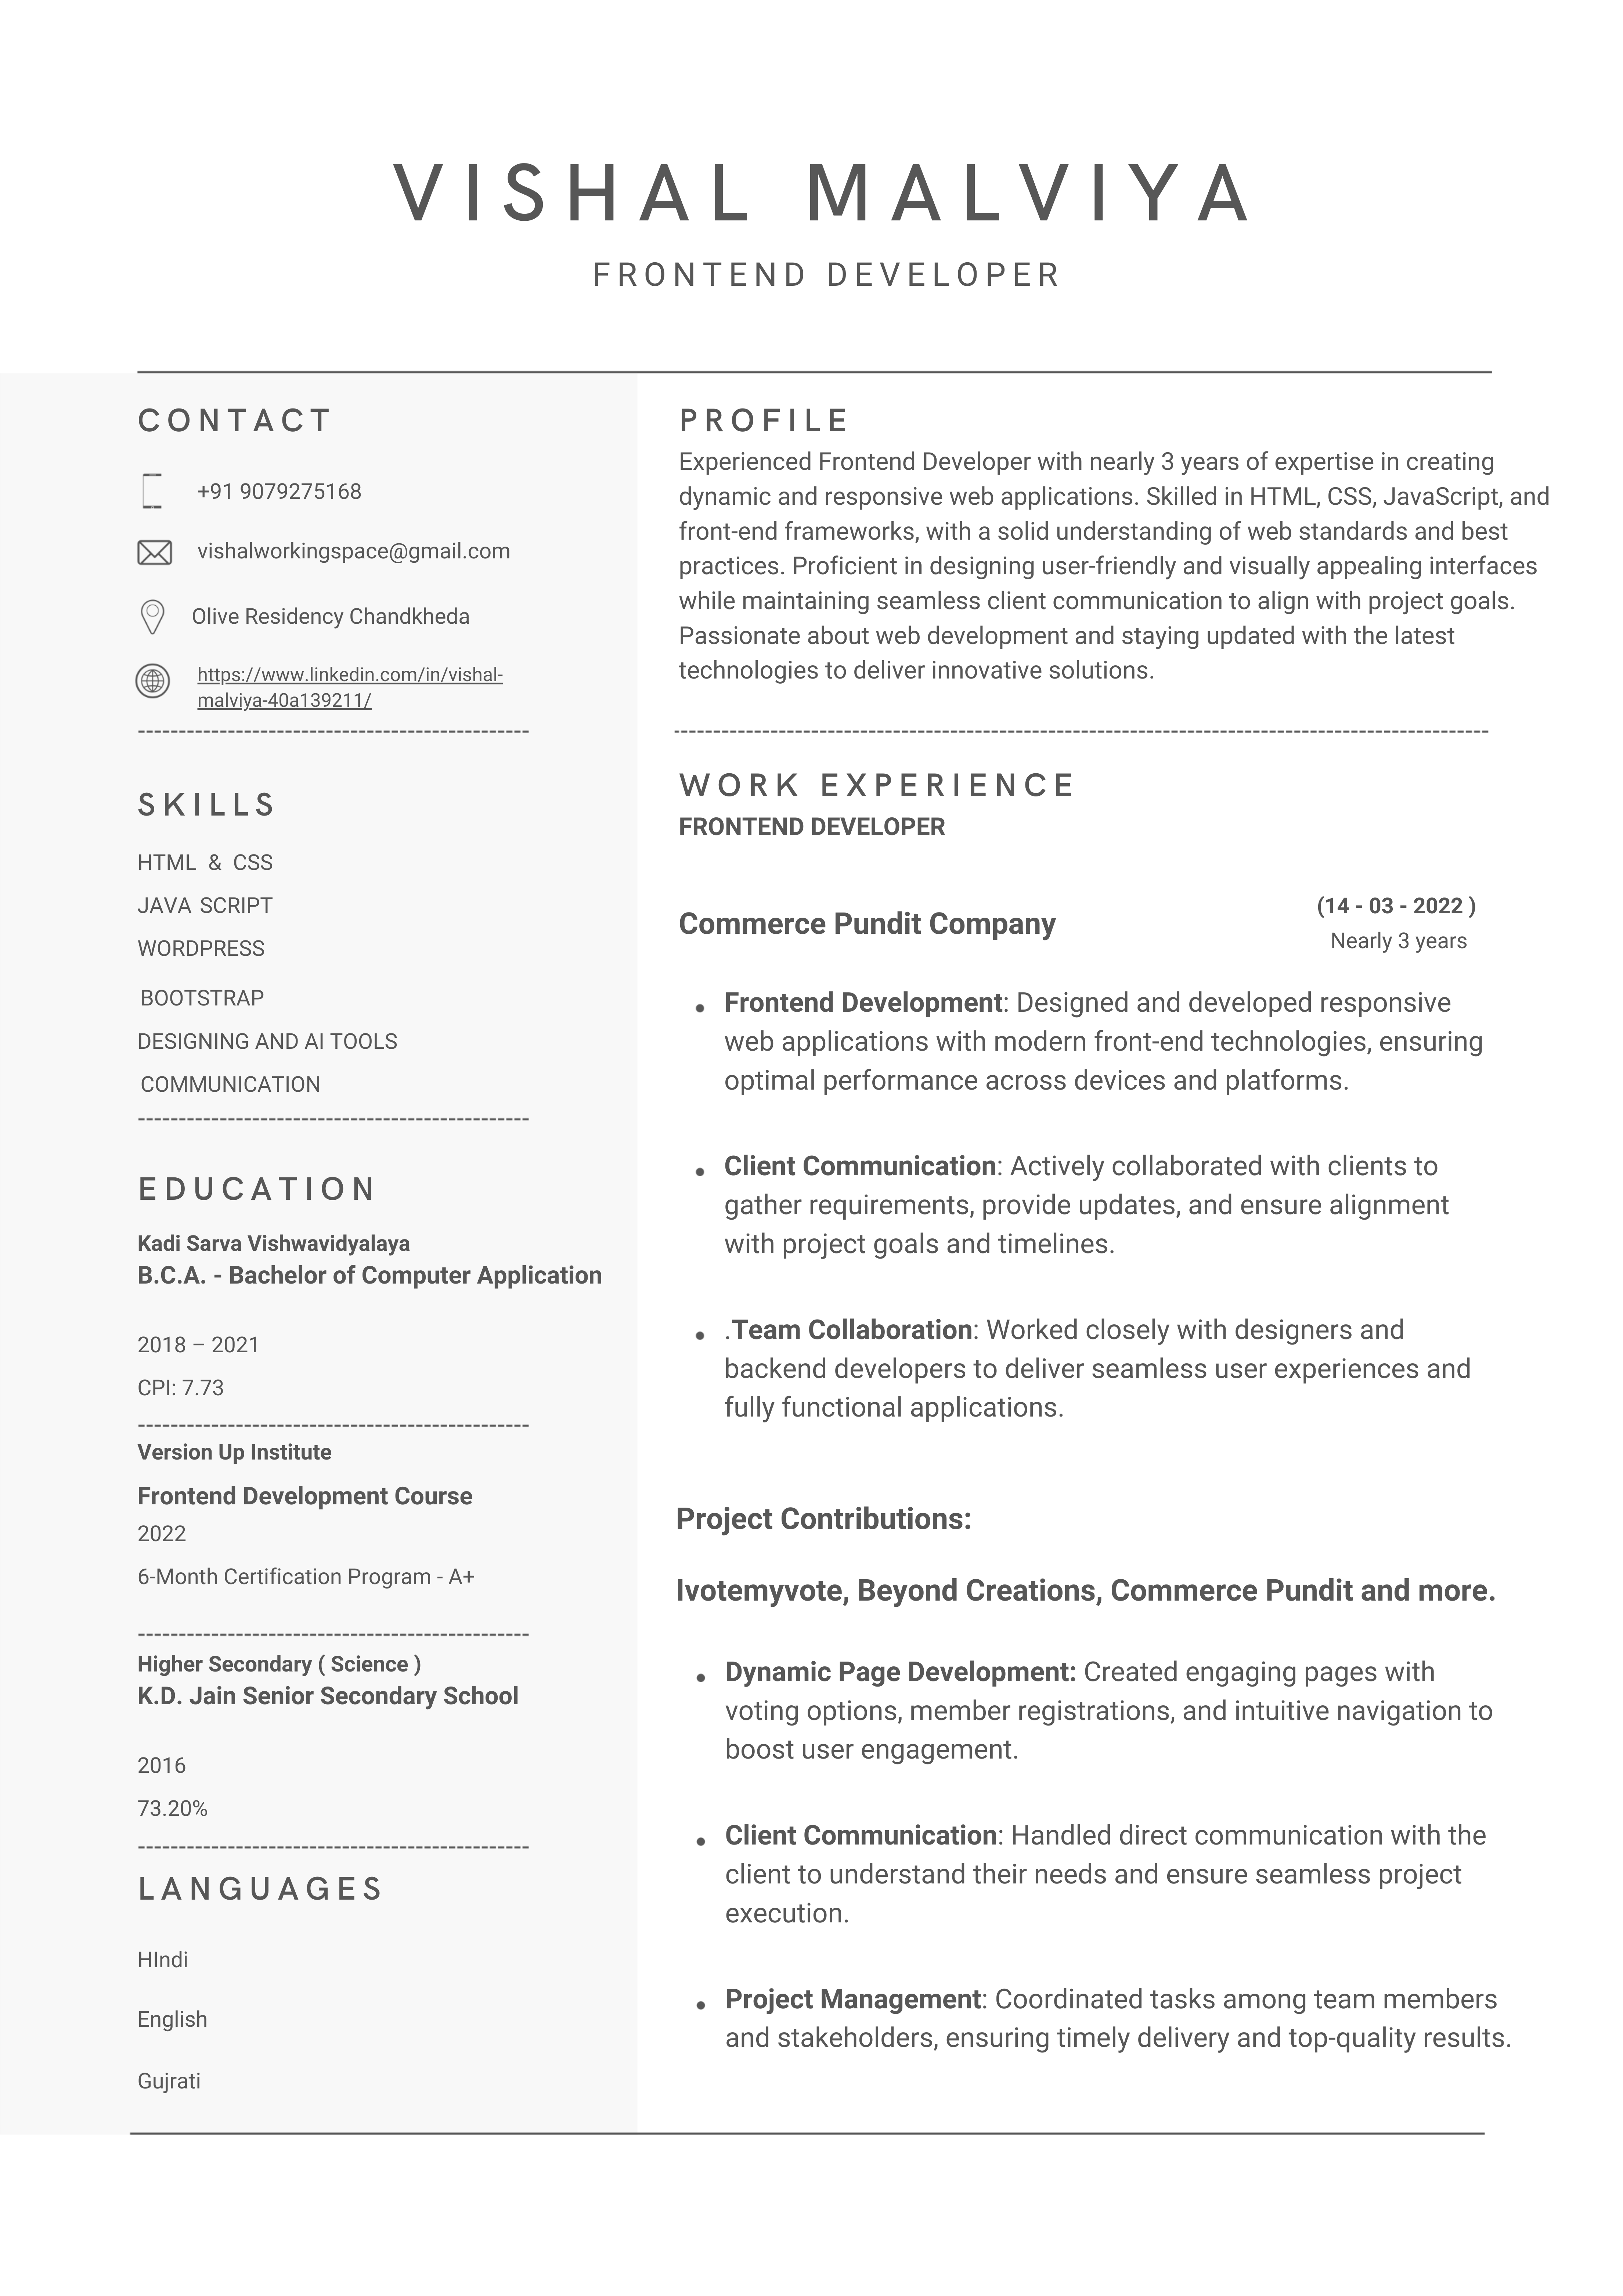 VISHAL MALVIYA
FRONTEND DEVELOPER
CONTACT
+91 9079275168
vishalworkingspace@gmail.com
Olive Residency Chandkheda
https://www.linkedin.com/in/vishal-
malviya-40a139211/
-----------------------------------------------
SKILLS
HTML & CSS
JAVA SCRIPT
WORDPRESS
BOOTSTRAP
DESIGNING AND AI TOOLS
COMMUNICATION
-----------------------------------------------
EDUCATION
Kadi Sarva Vishwavidyalaya
B.C.A. - Bachelor of Computer Application
2018 – 2021
CPI: 7.73
-----------------------------------------------
Version Up Institute
Frontend Development Course
2022
6-Month Certification Program - A+
-----------------------------------------------
Higher Secondary ( Science )
K.D. Jain Senior Secondary School
2016
73.20%
-----------------------------------------------
LANGUAGES
HIndi
English
Gujrati
PROFILE
Experienced Frontend Developer with nearly 3 years of expertise in creating
dynamic and responsive web applications. Skilled in HTML, CSS, JavaScript, and
front-end frameworks, with a solid understanding of web standards and best
practices. Proficient in designing user-friendly and visually appealing interfaces
while maintaining seamless client communication to align with project goals.
Passionate about web development and staying updated with the latest
technologies to deliver innovative solutions.
--------------------------------------------------------------------------------------------------
WORK EXPERIENCE
FRONTEND DEVELOPER
Commerce Pundit Company
(14 - 03 - 2022 )
Nearly 3 years
• Frontend Development: Designed and developed responsive
web applications with modern front-end technologies, ensuring
optimal performance across devices and platforms.
• Client Communication: Actively collaborated with clients to
gather requirements, provide updates, and ensure alignment
with project goals and timelines.
• .Team Collaboration: Worked closely with designers and
backend developers to deliver seamless user experiences and
fully functional applications.
Project Contributions:
Ivotemyvote, Beyond Creations, Commerce Pundit and more.
• Dynamic Page Development: Created engaging pages with
voting options, member registrations, and intuitive navigation to
boost user engagement.
• Client Communication: Handled direct communication with the
client to understand their needs and ensure seamless project
execution.
• Project Management: Coordinated tasks among team members
and stakeholders, ensuring timely delivery and top-quality results.